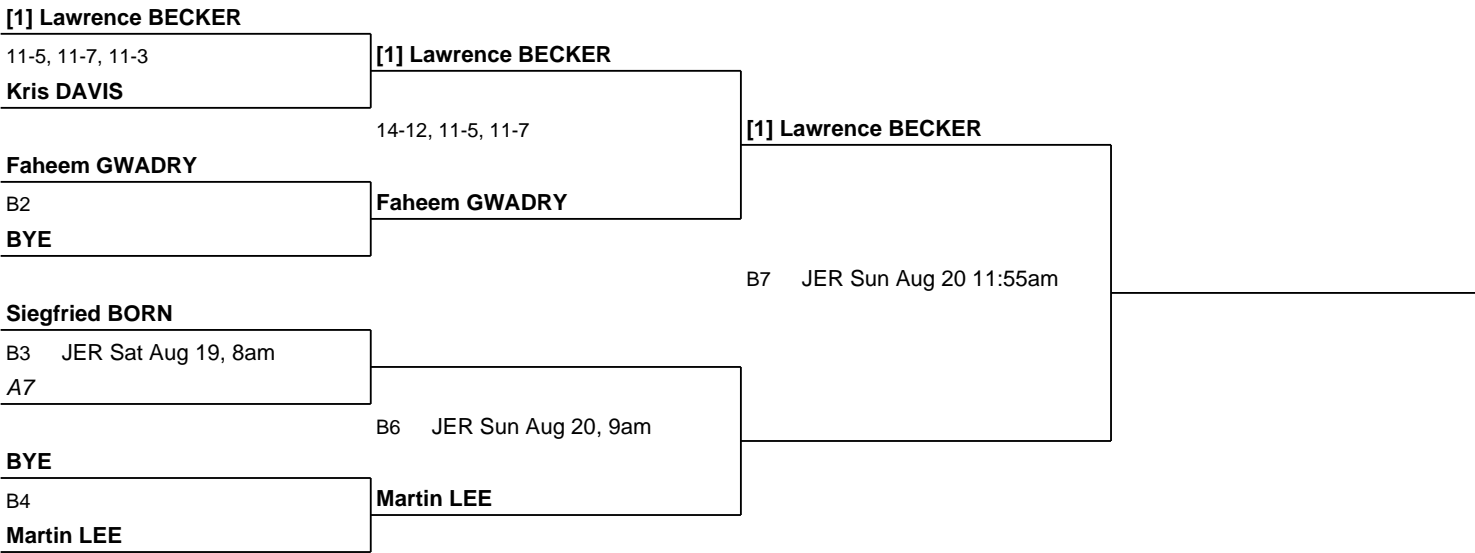 [1] Lawrence BECKER
11-5, 11-7, 11-3
[1] Lawrence BECKER
Kris DAVIS
14-12, 11-5, 11-7
[1] Lawrence BECKER
Faheem GWADRY
B2
Faheem GWADRY
BYE
B7 JER Sun Aug 20 11:55am
Siegfried BORN
B3 JER Sat Aug 19, 8am
A7
B6 JER Sun Aug 20, 9am
BYE
B4
Martin LEE
Martin LEE